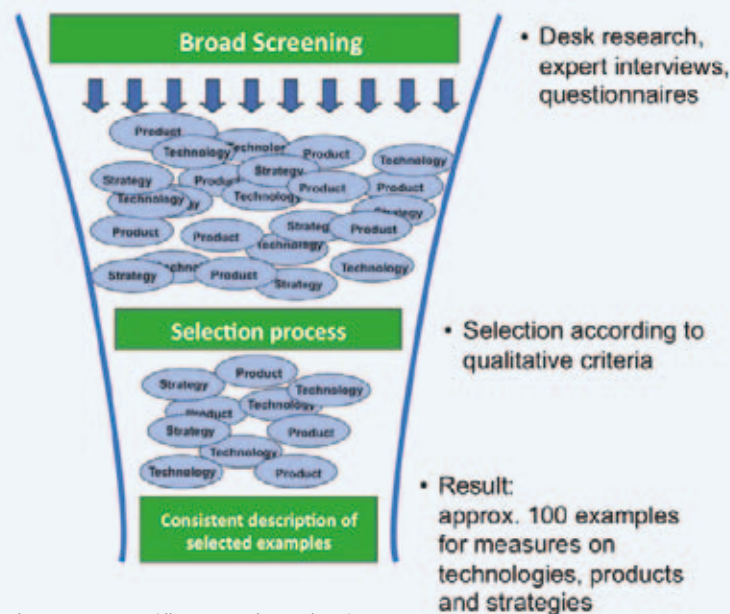 Broad Screening
• Desk research,
expert interviews,
questionnaires
Product
Technology
Technology
Product
Technology
Strategy
Strategy
Product
Product
Product
Technology
Technology
Strategy
Strategy
Product
Product
Product
Technology
Strategy
Product
Technology
Strategy
Selection process
• Selection according to
qualitative criteria
Product
Strategy
Technology
Technology
Product
Strategy
Product
Technology
Technology
Product
Consistent description of
selected examples
• Result:
approx. 100 examples
for measures on
technologies, products
and strategies